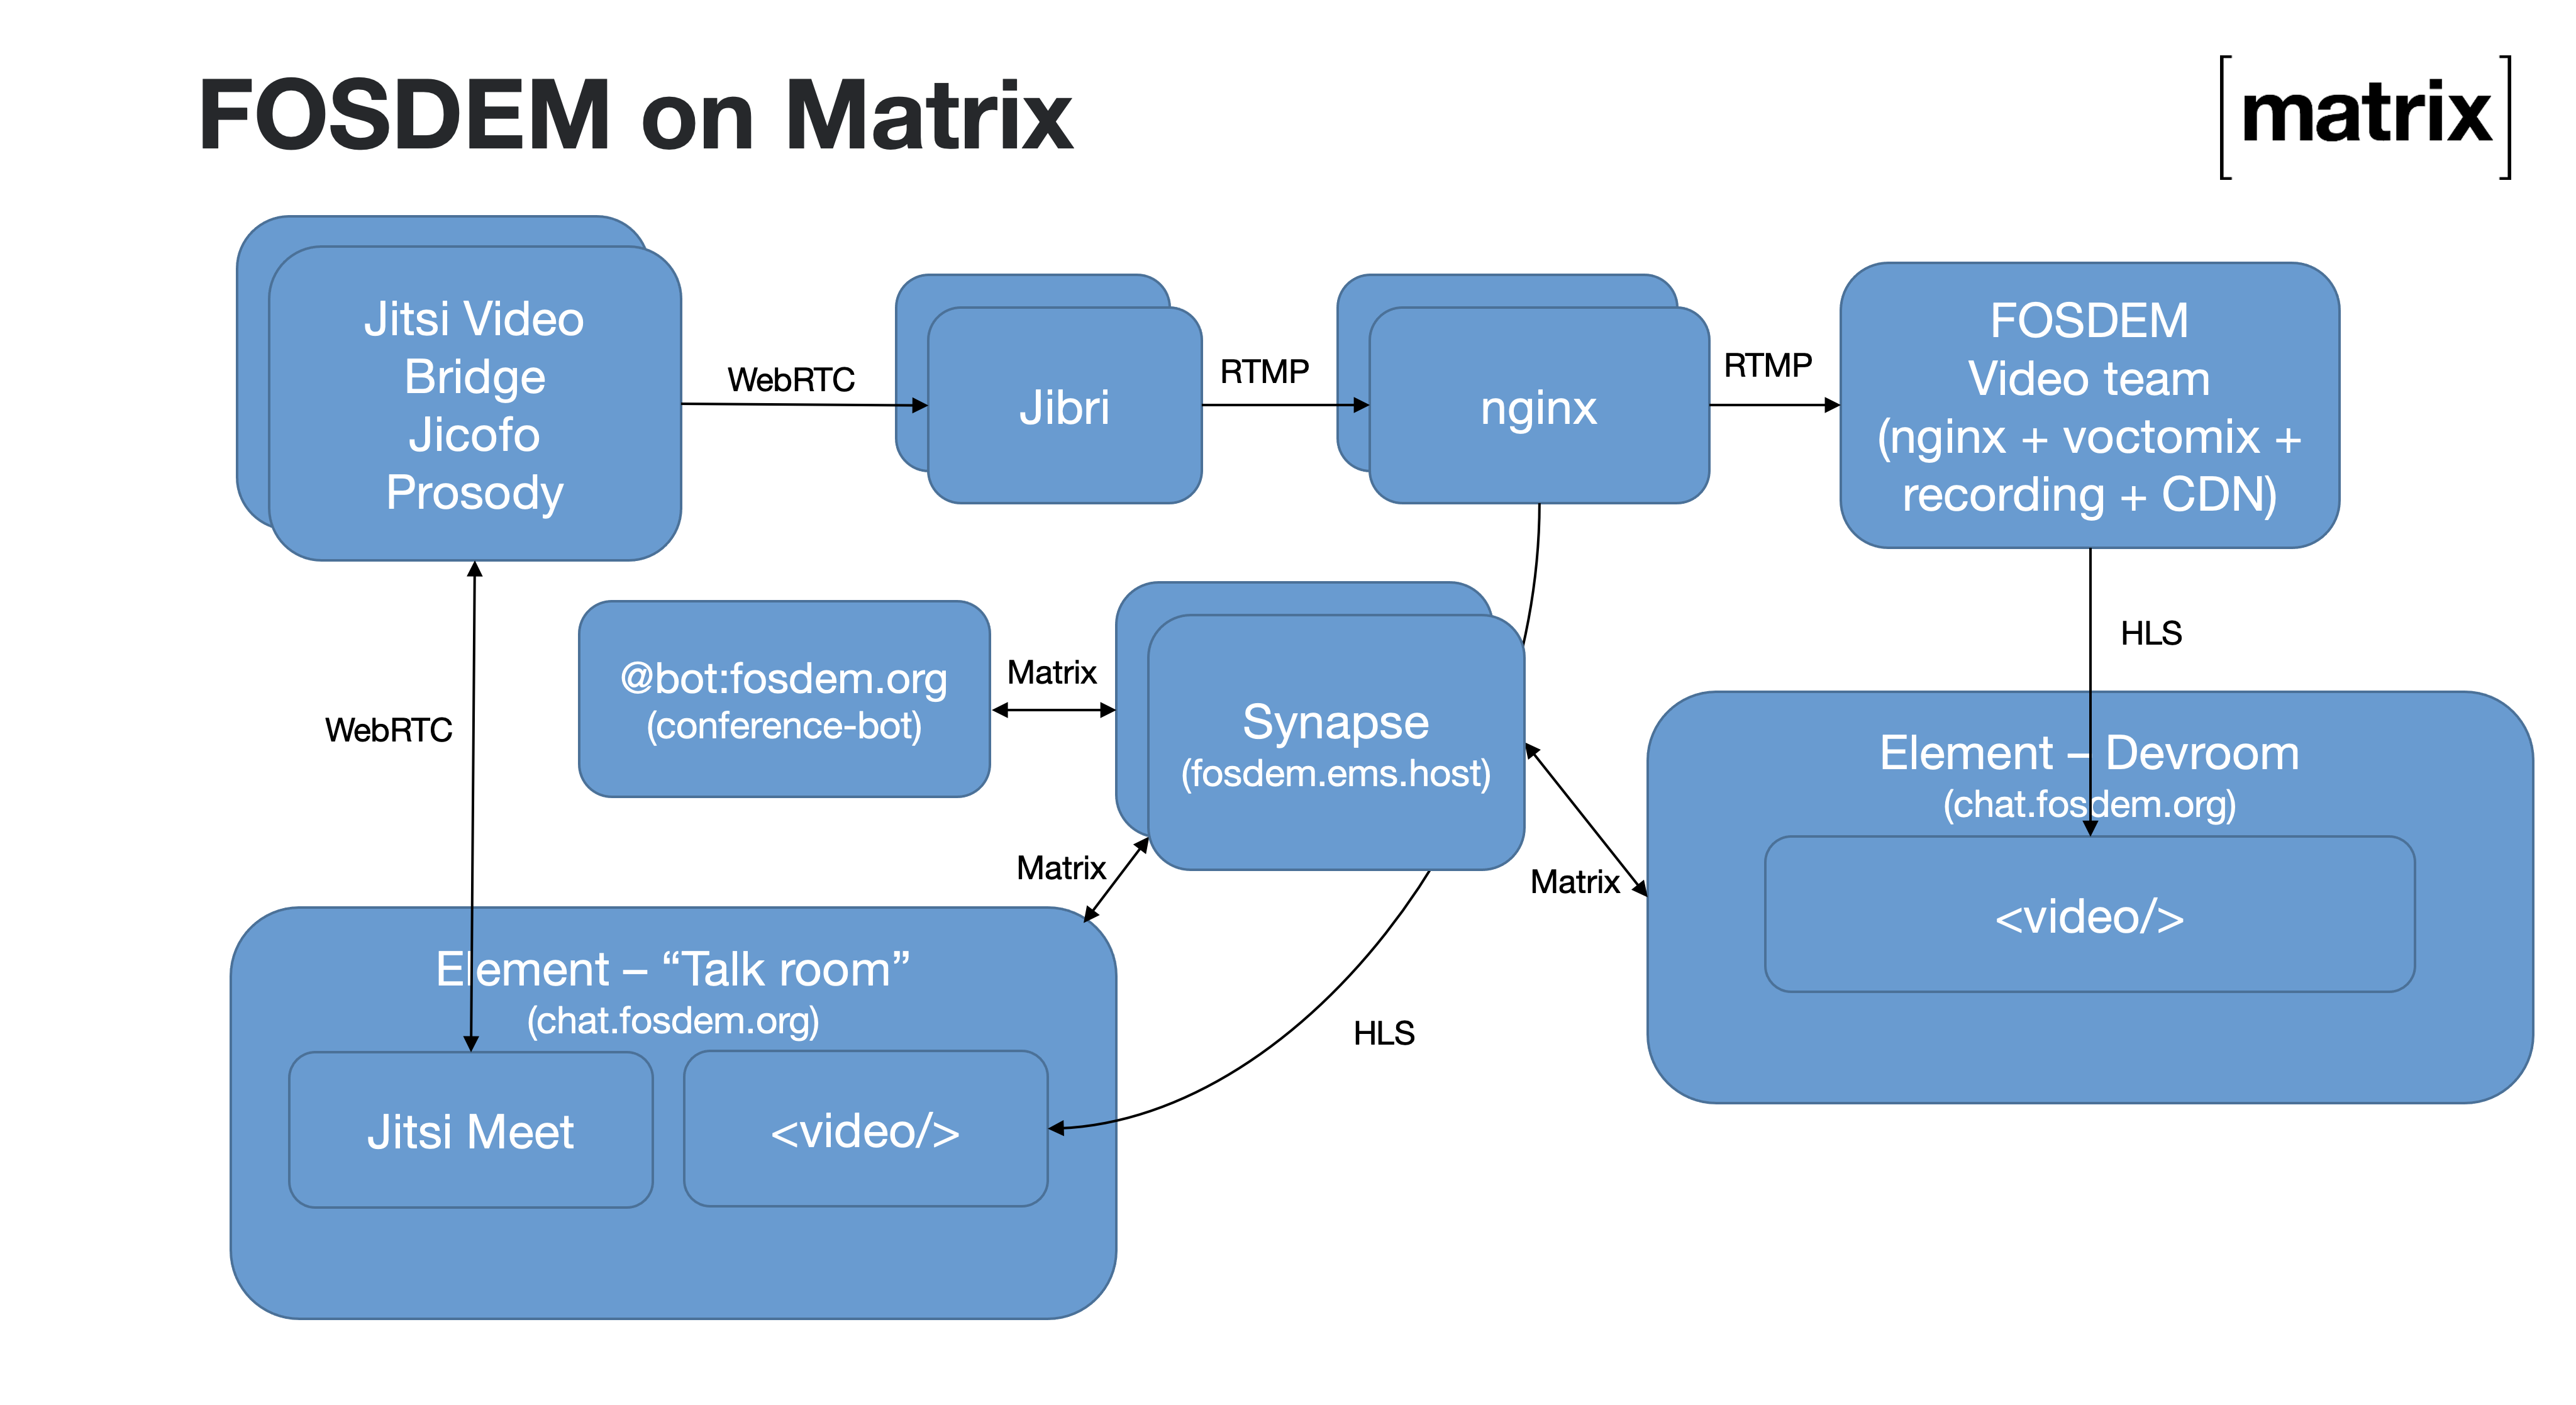 FOSDEM on Matrix
[matrix]
Jitsi Video
Bridge
Jicofo
Prosody
WebRTC
Jibri
RTMP
nginx
RTMP
FOSDEM
Video team
(nginx + voctomix +
recording + CDN)
HLS
@bot:fosdem.org
(conference-bot)
Matrix
Synapse
(fosdem.ems.host)
WebRTC
Matrix
Matrix
Element – Devroom
(chat.fosdem.org)
<video/>
Element – “Talk room”
(chat.fosdem.org)
Jitsi Meet
<video/>
HLS